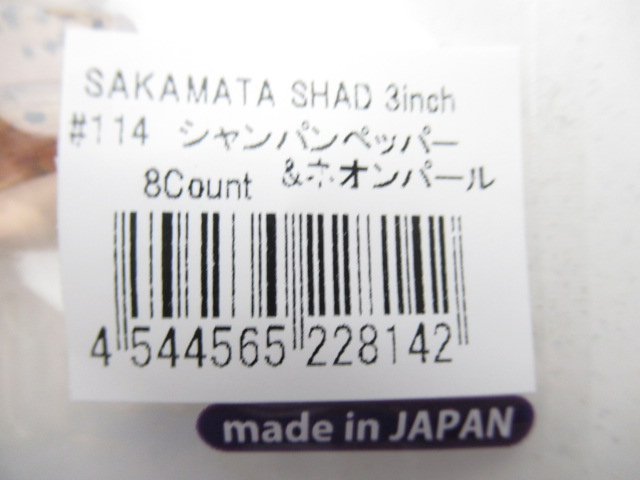 SAKAMATA SHAD 3inch
#114 シャンパンペッパー
8Count &ネオンパール
4 544565 228142
made in JAPAN